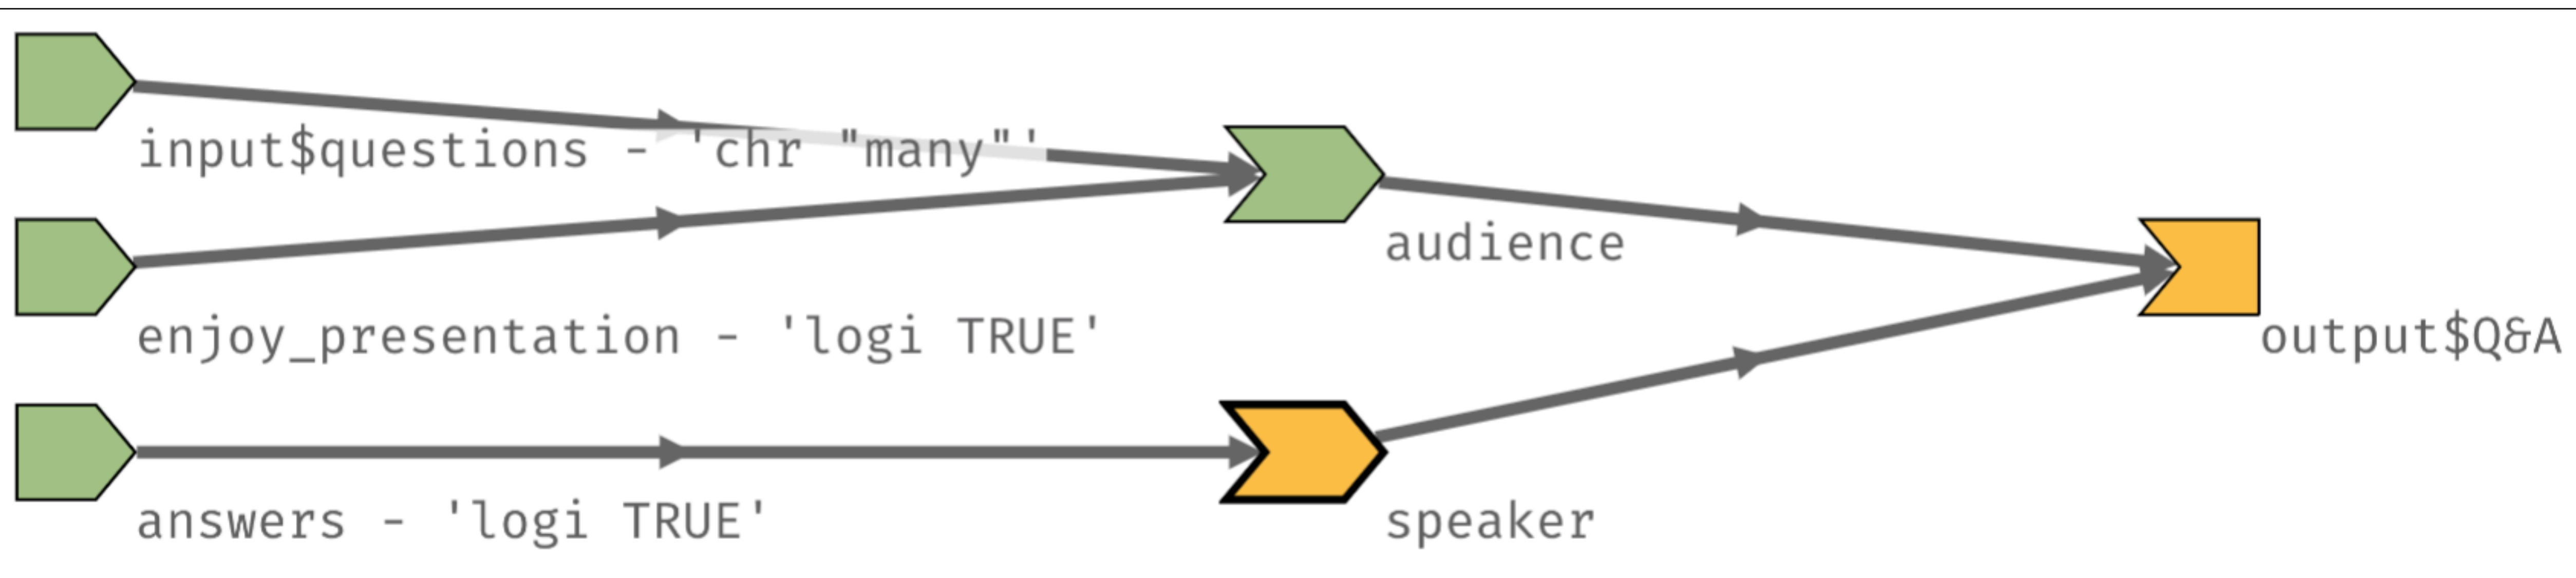 input$questions - 'chr "many"'
audience
enjoy_presentation - 'logi TRUE'
output$Q&A
answers - 'logi TRUE'
speaker